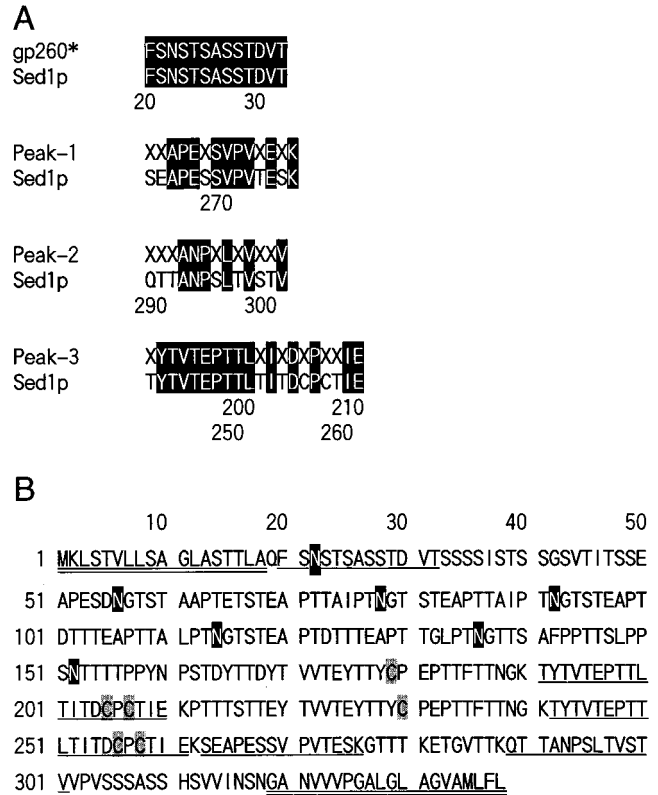 A
gp260* FSNSTSASSTDVT
Sed1p FSNSTSASSTDVT
20 30
Peak-1 XXAPEXSVPVXEXK
Sed1p SEAPESSVPVTESK
270
Peak-2 XXXANPXLXVXXV
Sed1p QTTANPSLTVSTV
290 300
Peak-3 XYTVTEPTTLXIXDXPXXIE
Sed1p TYTVTEPTTLTITDCPCTIE
200 210
250 260
B
10 20 30 40 50
1 MKLSTVLLSA GLASTTLAQF SNSTSASSTD VTSSSSISTS SGSVTITSSE
51 APESDNGTST AAPTETSTEA PTTAIPTNGT STEAPTTAIP TNGTSTEAPT
101 DTTTEAPTTA LPTNGTSTEA PTDTTTEAPT TGLPTNGTTS AFPPTTSLPP
151 SNTTTTPPYN PSTDYTTDYT VVTEYTTYCP EPTTFTTNGK TYTVTEPTTL
201 TITDCPCTIE KPTTTSTTEY TVVTEYTTYC PEPTTFTTNG KTYTVTEPTT
251 LTITDCPCTI EKSEAPESSV PVTESKGTTT KETGVTTKQT TANPSLTVST
301 VVPVSSSASS HSVVINSNGA NVVVPGALGL AGVAMLFL